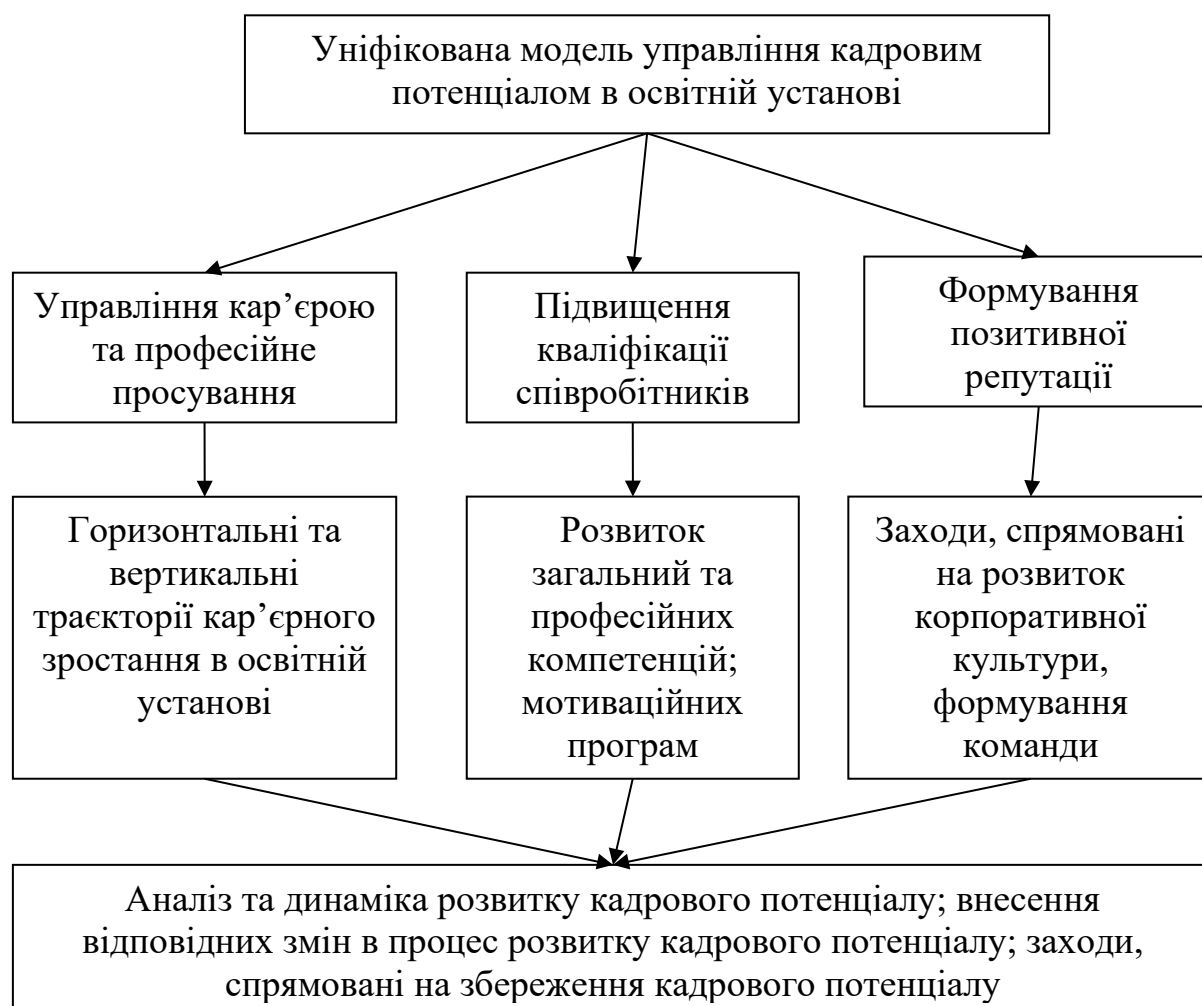 Уніфікована модель управління кадровим
потенціалом в освітній установі
Управління кар’єрою
та професійне
просування
Підвищення
кваліфікації
співробітників
Формування
позитивної
репутації
Горизонтальні та
вертикальні
траєкторії кар’єрного
зростання в освітній
установі
Розвиток
загальний та
професійних
компетенцій;
мотиваційних
програм
Заходи, спрямовані
на розвиток
корпоративної
культури,
формування
команди
Аналіз та динаміка розвитку кадрового потенціалу; внесення
відповідних змін в процес розвитку кадрового потенціалу; заходи,
спрямовані на збереження кадрового потенціалу